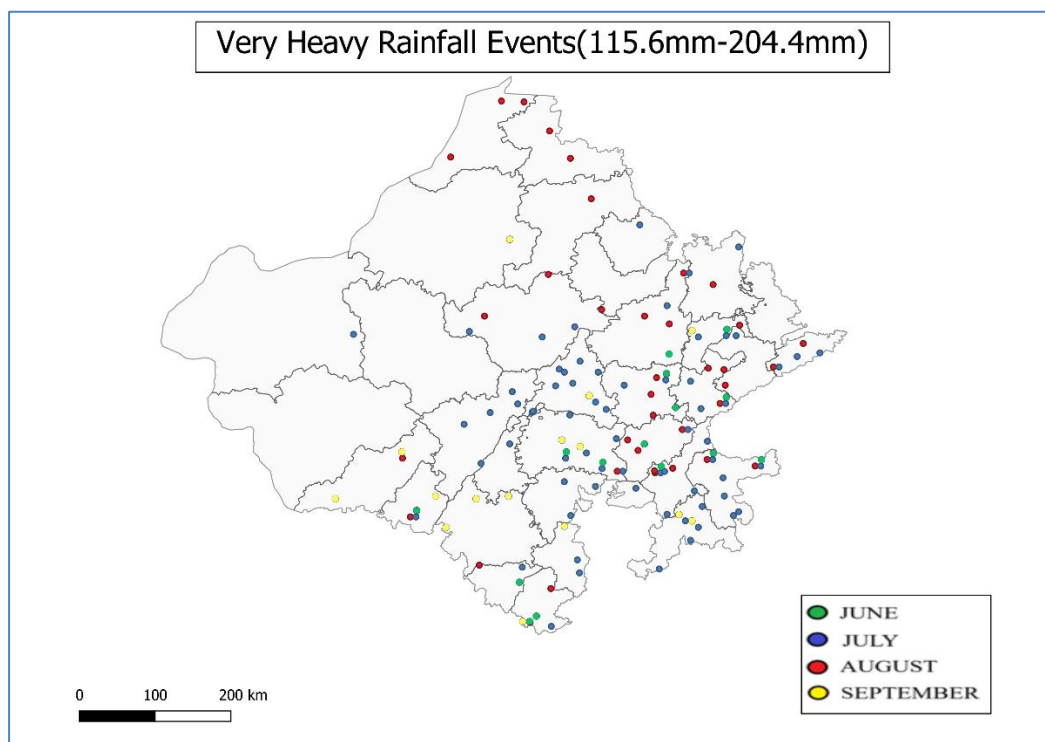 Very Heavy Rainfall Events(115.6mm-204.4mm)
JUNE
JULY
AUGUST
SEPTEMBER
0 100 200 km